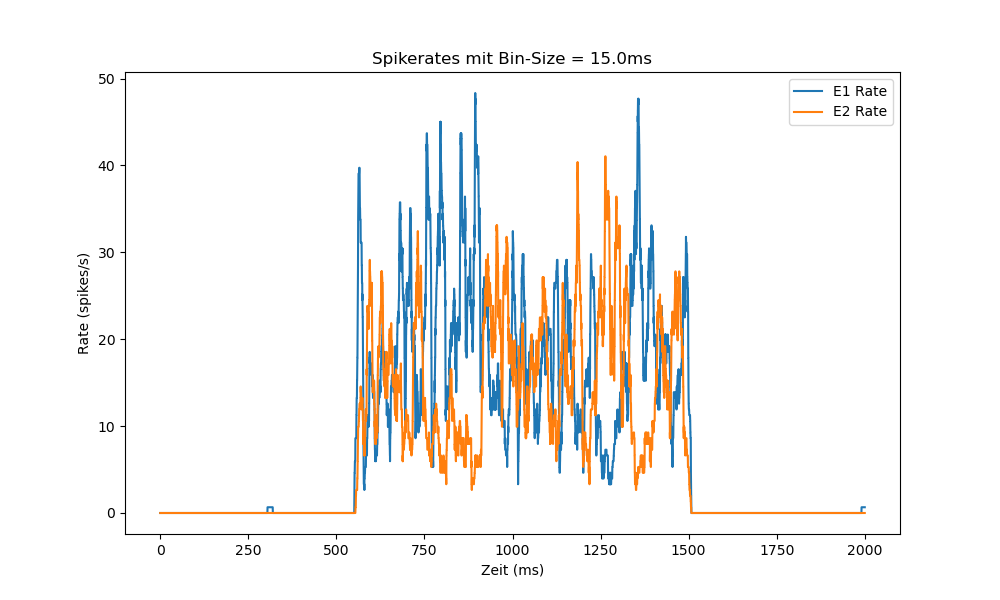 Spikerates mit Bin-Size = 15.0ms
E1 Rate
E2 Rate
Rate (spikes/s)
50
40
30
20
10
0
0 250 500 750 1000 1250 1500 1750 2000
Zeit (ms)